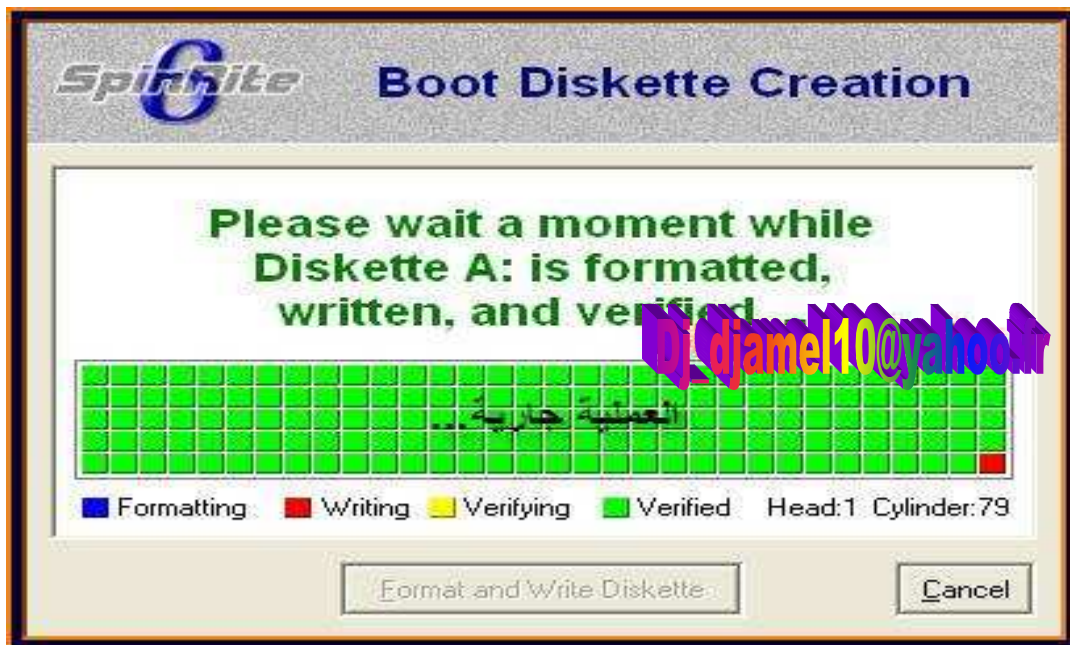 SpinRite 6
Boot Diskette Creation
Please wait a moment while
Diskette A: is formatted,
written, and verified...
Dj_djamel10@yahoo.fr
العملية جارية...
Formatting Writing Verifying Verified Head:1 Cylinder:79
Format and Write Diskette
Cancel